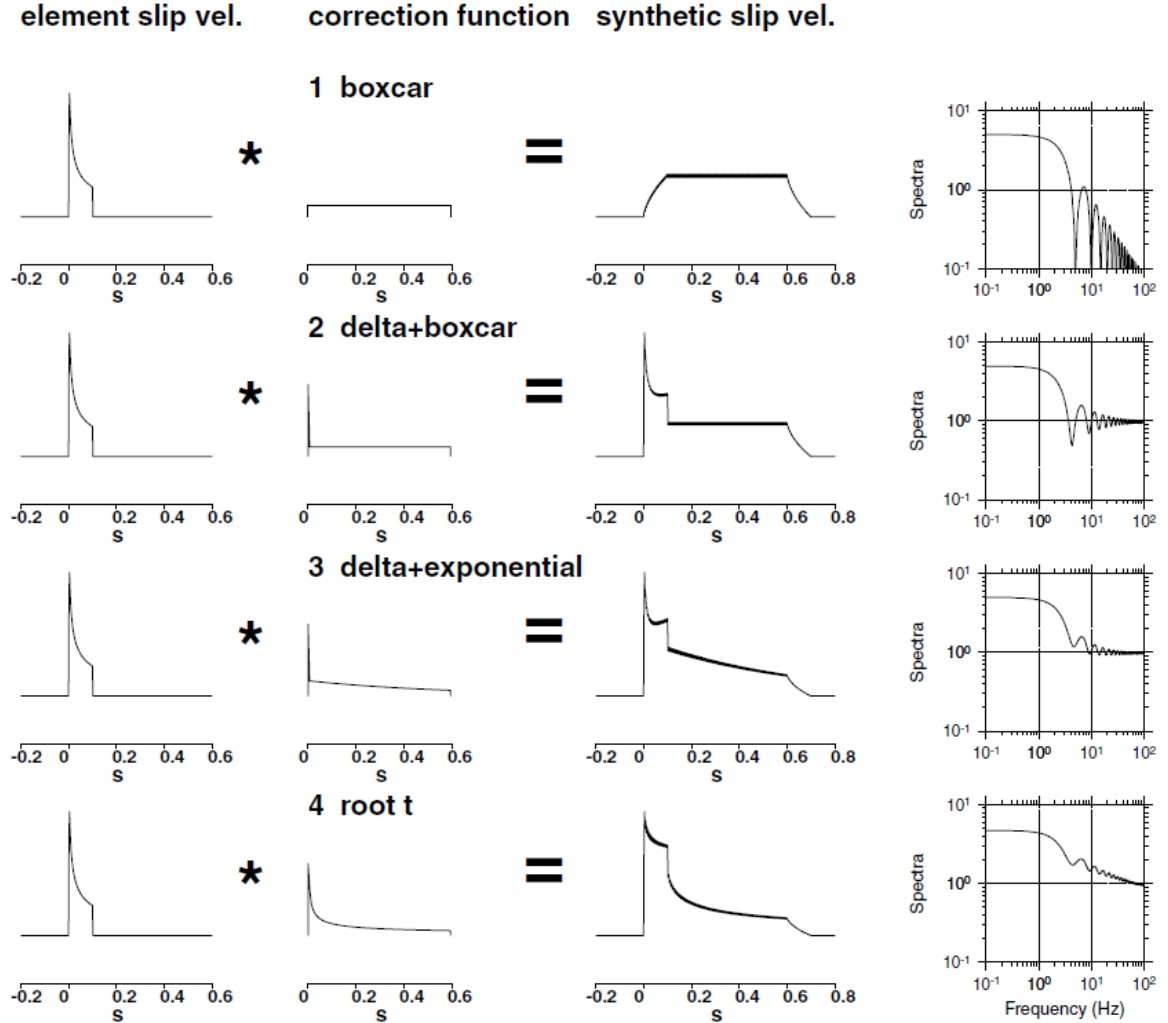 element slip vel. correction function synthetic slip vel.
1 boxcar
* =
-0.2 0 0.2 0.4 0.6
s
0 0.2 0.4 0.6
s
-0.2 0 0.2 0.4 0.6 0.8
s
Spectra
10¹
10⁰
10⁻¹
10⁻¹ 10⁰ 10¹ 10²
2 delta+boxcar
* =
-0.2 0 0.2 0.4 0.6
s
0 0.2 0.4 0.6
s
-0.2 0 0.2 0.4 0.6 0.8
s
Spectra
10¹
10⁰
10⁻¹
10⁻¹ 10⁰ 10¹ 10²
3 delta+exponential
* =
-0.2 0 0.2 0.4 0.6
s
0 0.2 0.4 0.6
s
-0.2 0 0.2 0.4 0.6 0.8
s
Spectra
10¹
10⁰
10⁻¹
10⁻¹ 10⁰ 10¹ 10²
4 root t
* =
-0.2 0 0.2 0.4 0.6
s
0 0.2 0.4 0.6
s
-0.2 0 0.2 0.4 0.6 0.8
s
Spectra
10¹
10⁰
10⁻¹
10⁻¹ 10⁰ 10¹ 10²
Frequency (Hz)